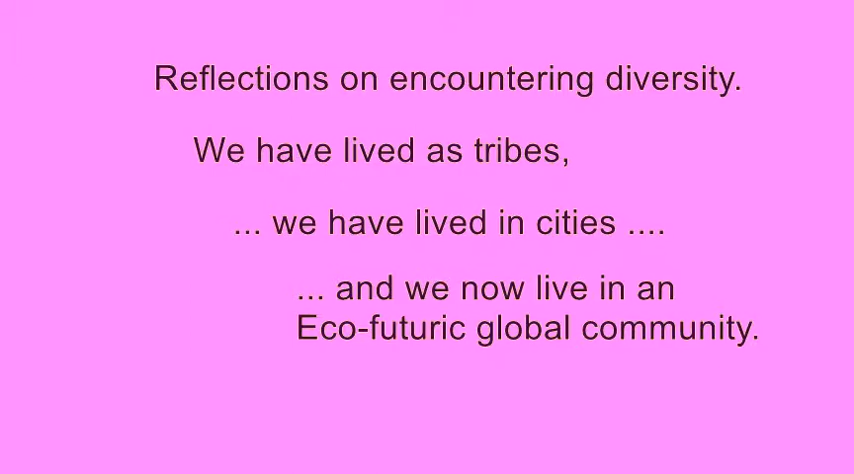 Reflections on encountering diversity.
We have lived as tribes,
... we have lived in cities ....
... and we now live in an
Eco-futuric global community.